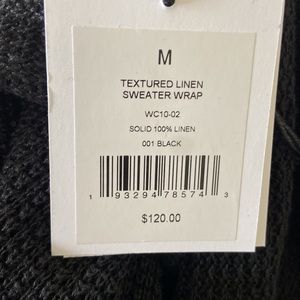 M
TEXTURED LINEN
SWEATER WRAP
WC10-02
SOLID 100% LINEN
001 BLACK
1 93294 78574 3
$120.00